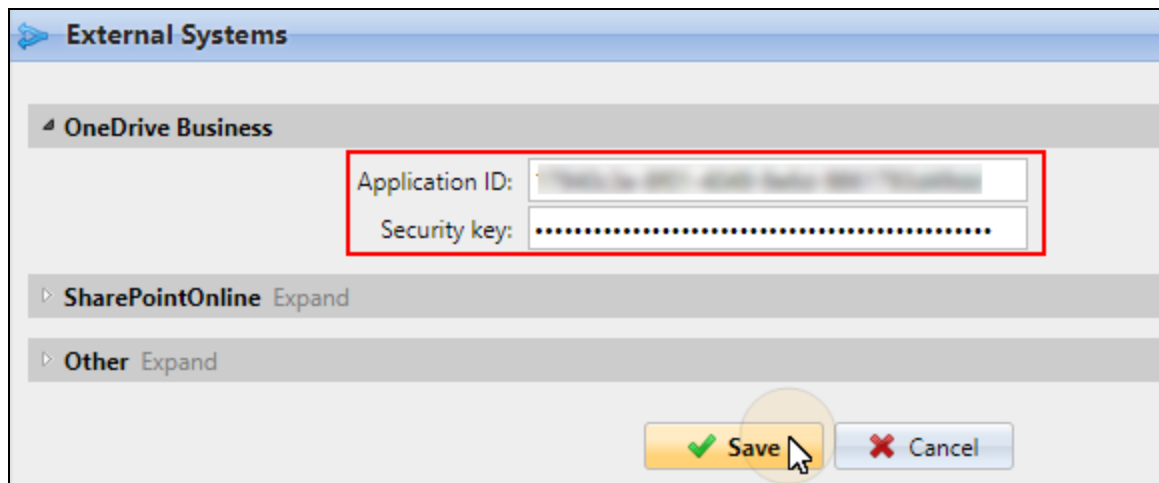 External Systems
OneDrive Business
Application ID:
Security key: ••••••••••••••••••••••••••••••••••••••••••••••
SharePointOnline Expand
Other Expand
Save Cancel